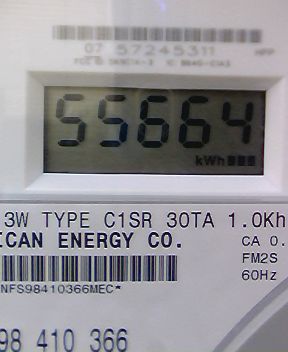 07 57245311 HPP
55664
kWh
3W TYPE C1SR 30TA 1.0Kh
ICAN ENERGY CO.
CA 0.
FM2S
60Hz
NFS98410366MEC*
98 410 366